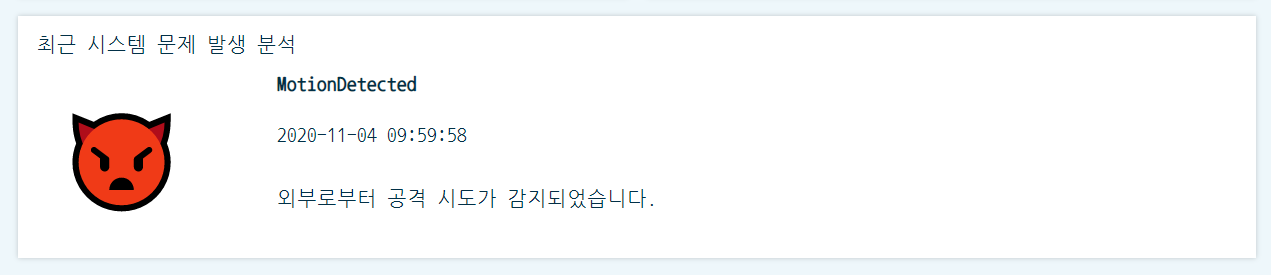 최근 시스템 문제 발생 분석
MotionDetected
2020-11-04 09:59:58
외부로부터 공격 시도가 감지되었습니다.